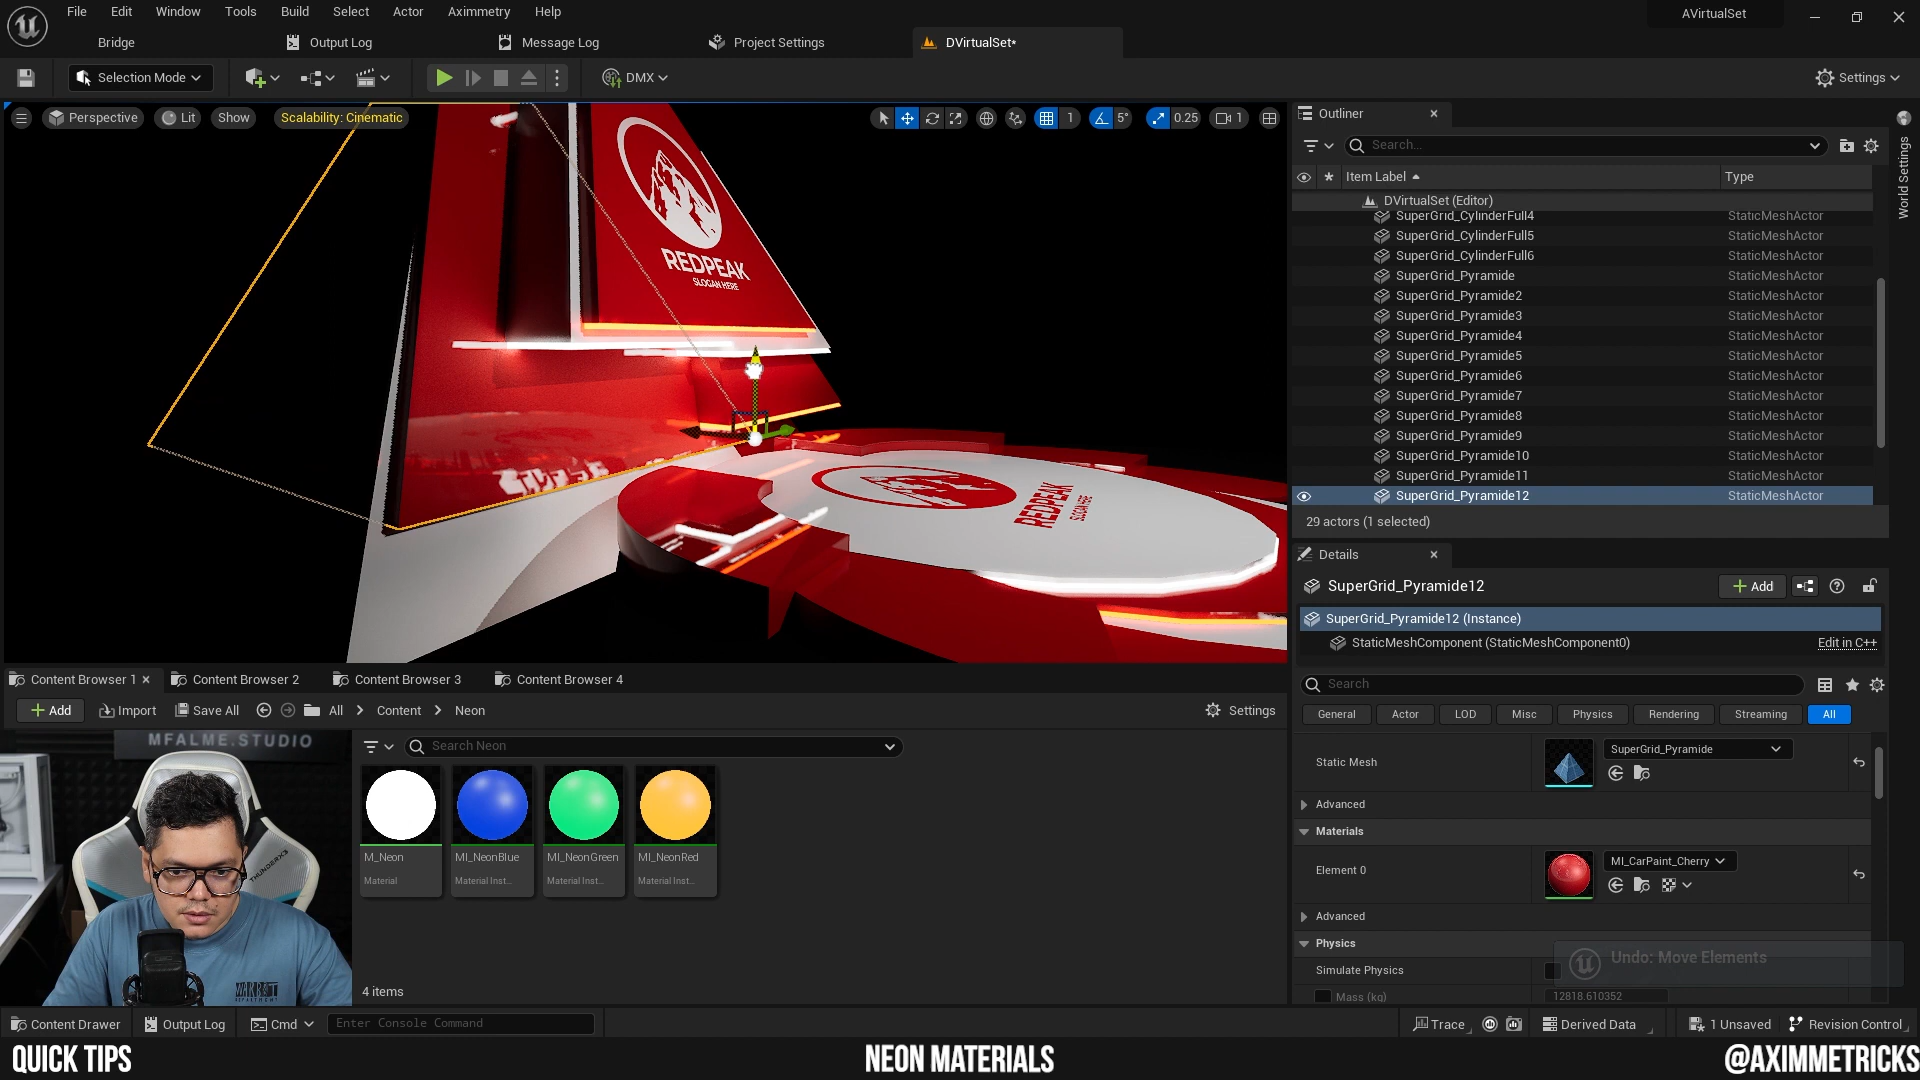 File Edit Window Tools Build Select Actor Aximmetry Help
AVirtualSet
Bridge Output Log Message Log Project Settings DVirtualSet*
Selection Mode DMX Settings
Perspective Lit Show Scalability: Cinematic 1 5° 0.25 1
REDPEAK
SLOGAN HERE
REDPEAK
SLOGAN HERE
Outliner
Search...
Item Label Type
DVirtualSet (Editor)
SuperGrid_CylinderFull4 StaticMeshActor
SuperGrid_CylinderFull5 StaticMeshActor
SuperGrid_CylinderFull6 StaticMeshActor
SuperGrid_Pyramide StaticMeshActor
SuperGrid_Pyramide2 StaticMeshActor
SuperGrid_Pyramide3 StaticMeshActor
SuperGrid_Pyramide4 StaticMeshActor
SuperGrid_Pyramide5 StaticMeshActor
SuperGrid_Pyramide6 StaticMeshActor
SuperGrid_Pyramide7 StaticMeshActor
SuperGrid_Pyramide8 StaticMeshActor
SuperGrid_Pyramide9 StaticMeshActor
SuperGrid_Pyramide10 StaticMeshActor
SuperGrid_Pyramide11 StaticMeshActor
SuperGrid_Pyramide12 StaticMeshActor
29 actors (1 selected)
World Settings
Details
SuperGrid_Pyramide12 Add
SuperGrid_Pyramide12 (Instance)
StaticMeshComponent (StaticMeshComponent0) Edit in C++
Search
General Actor LOD Misc Physics Rendering Streaming All
Static Mesh SuperGrid_Pyramide
Advanced
Materials
Element 0 MI_CarPaint_Cherry
Advanced
Physics
Simulate Physics
Mass (kg) 12818.610352
Undo: Move Elements
Content Browser 1 Content Browser 2 Content Browser 3 Content Browser 4
Add Import Save All All Content Neon Settings
Search Neon
M_Neon MI_NeonBlue MI_NeonGreen MI_NeonRed
Material Material Inst... Material Inst... Material Inst...
4 items
MFALME.STUDIO
THUNDERX3
Content Drawer Output Log Cmd Enter Console Command
Trace Derived Data 1 Unsaved Revision Control
QUICK TIPS NEON MATERIALS @AXIMMETRICKS